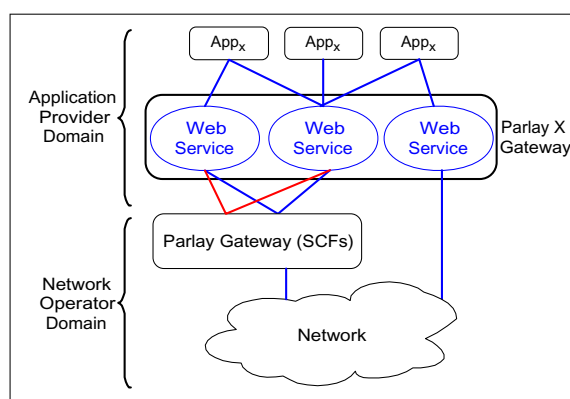 Appx
Appx
Appx
Application
Provider
Domain
Web
Service
Web
Service
Web
Service
Parlay X
Gateway
Parlay Gateway (SCFs)
Network
Operator
Domain
Network